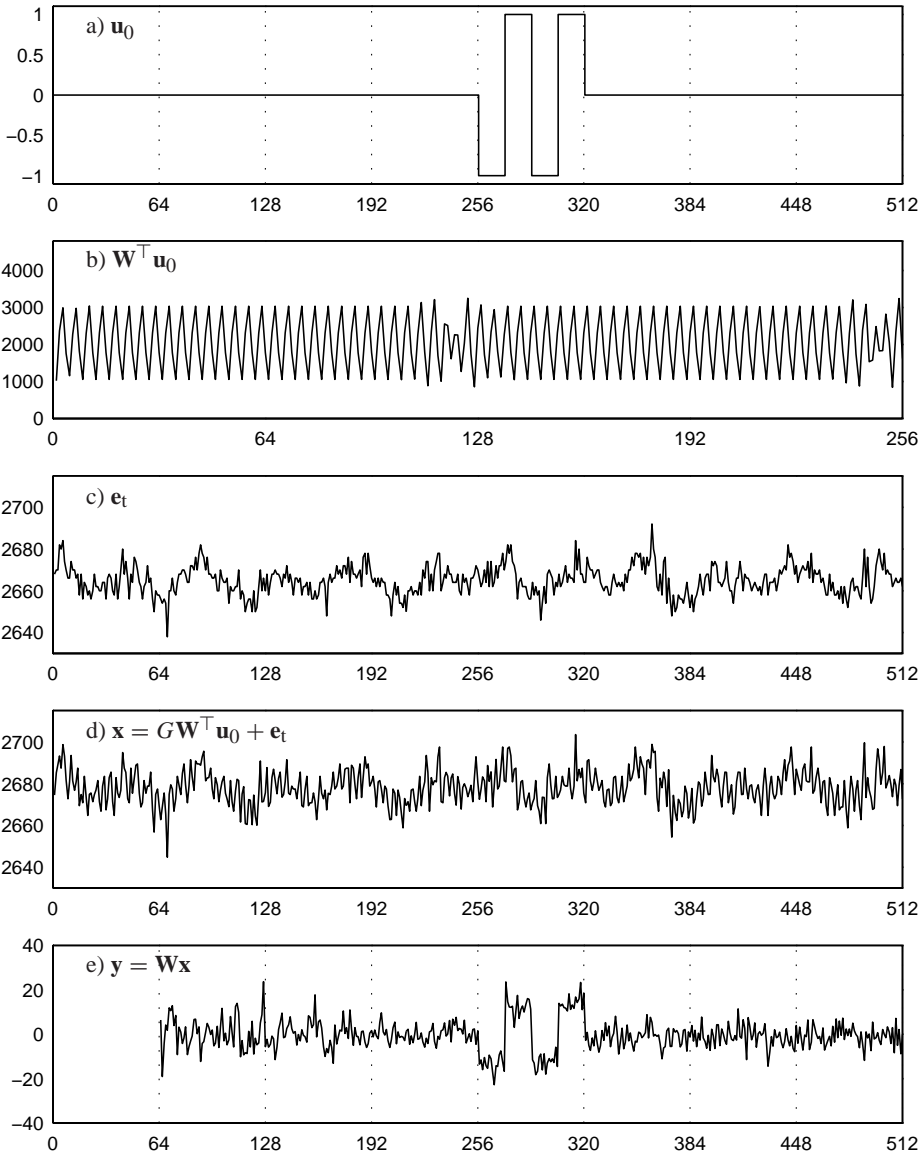 a) u₀
1
0.5
0
−0.5
−1
0 64 128 192 256 320 384 448 512
b) W⊤u₀
4000
3000
2000
1000
0
0 64 128 192 256
c) eₜ
2700
2680
2660
2640
0 64 128 192 256 320 384 448 512
d) x = GW⊤u₀ + eₜ
2700
2680
2660
2640
0 64 128 192 256 320 384 448 512
e) y = Wx
40
20
0
−20
−40
0 64 128 192 256 320 384 448 512